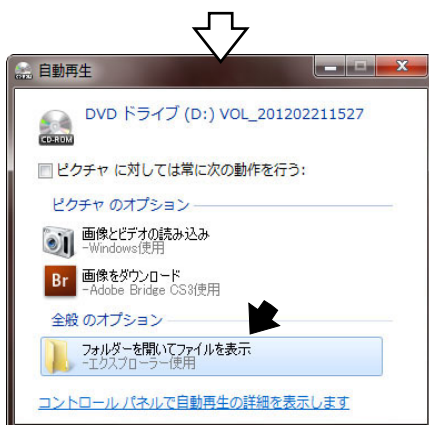 自動再生
DVD ドライブ (D:) VOL_201202211527
CD-ROM
ピクチャ に対しては常に次の動作を行う:
ピクチャ のオプション
画像とビデオの読み込み
-Windows使用
Br
画像をダウンロード
-Adobe Bridge CS3使用
全般 のオプション
フォルダーを開いてファイルを表示
-エクスプローラー使用
コントロール パネルで自動再生の詳細を表示します